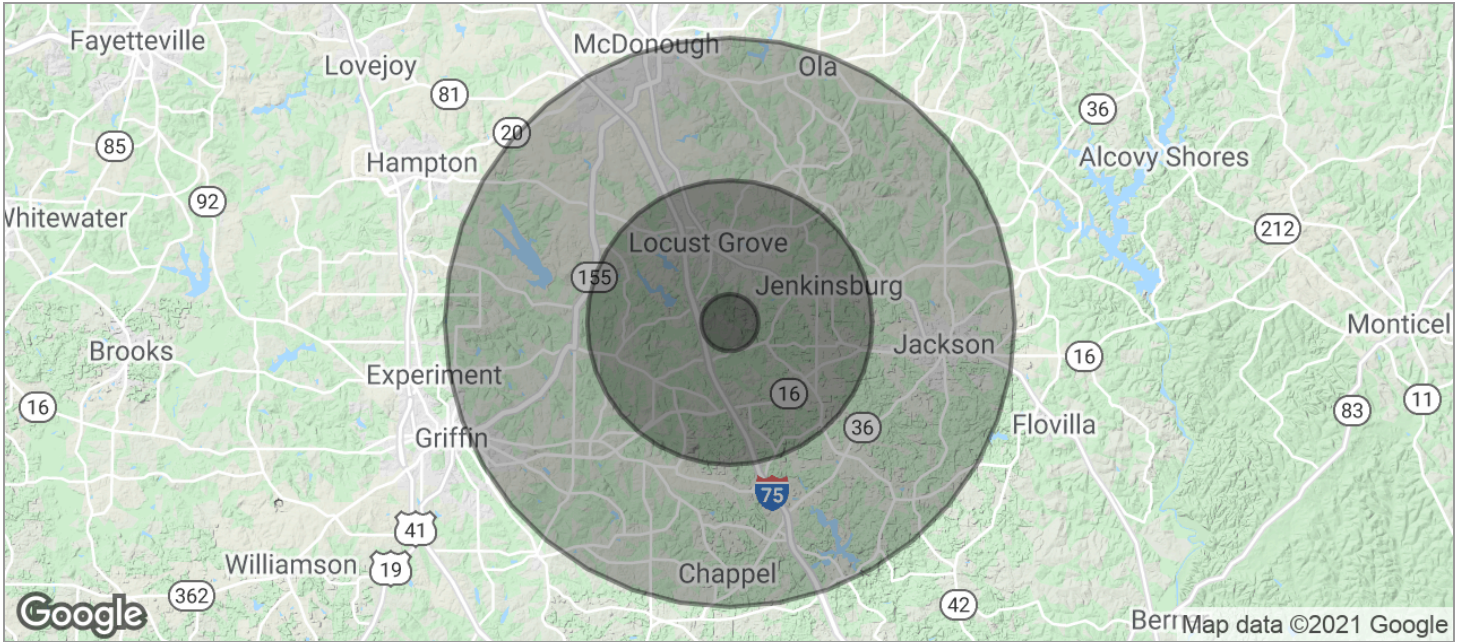 Fayetteville
McDonough
Lovejoy
Ola
81
36
20
85
Alcovy Shores
Hampton
92
Whitewater
212
Locust Grove
155
Jenkinsburg
Monticel
Jackson
Brooks
16
Experiment
16
11
16
83
36
Flovilla
Griffin
75
41
Williamson
19
Chappel
362
42
Google
Map data ©2021 Google